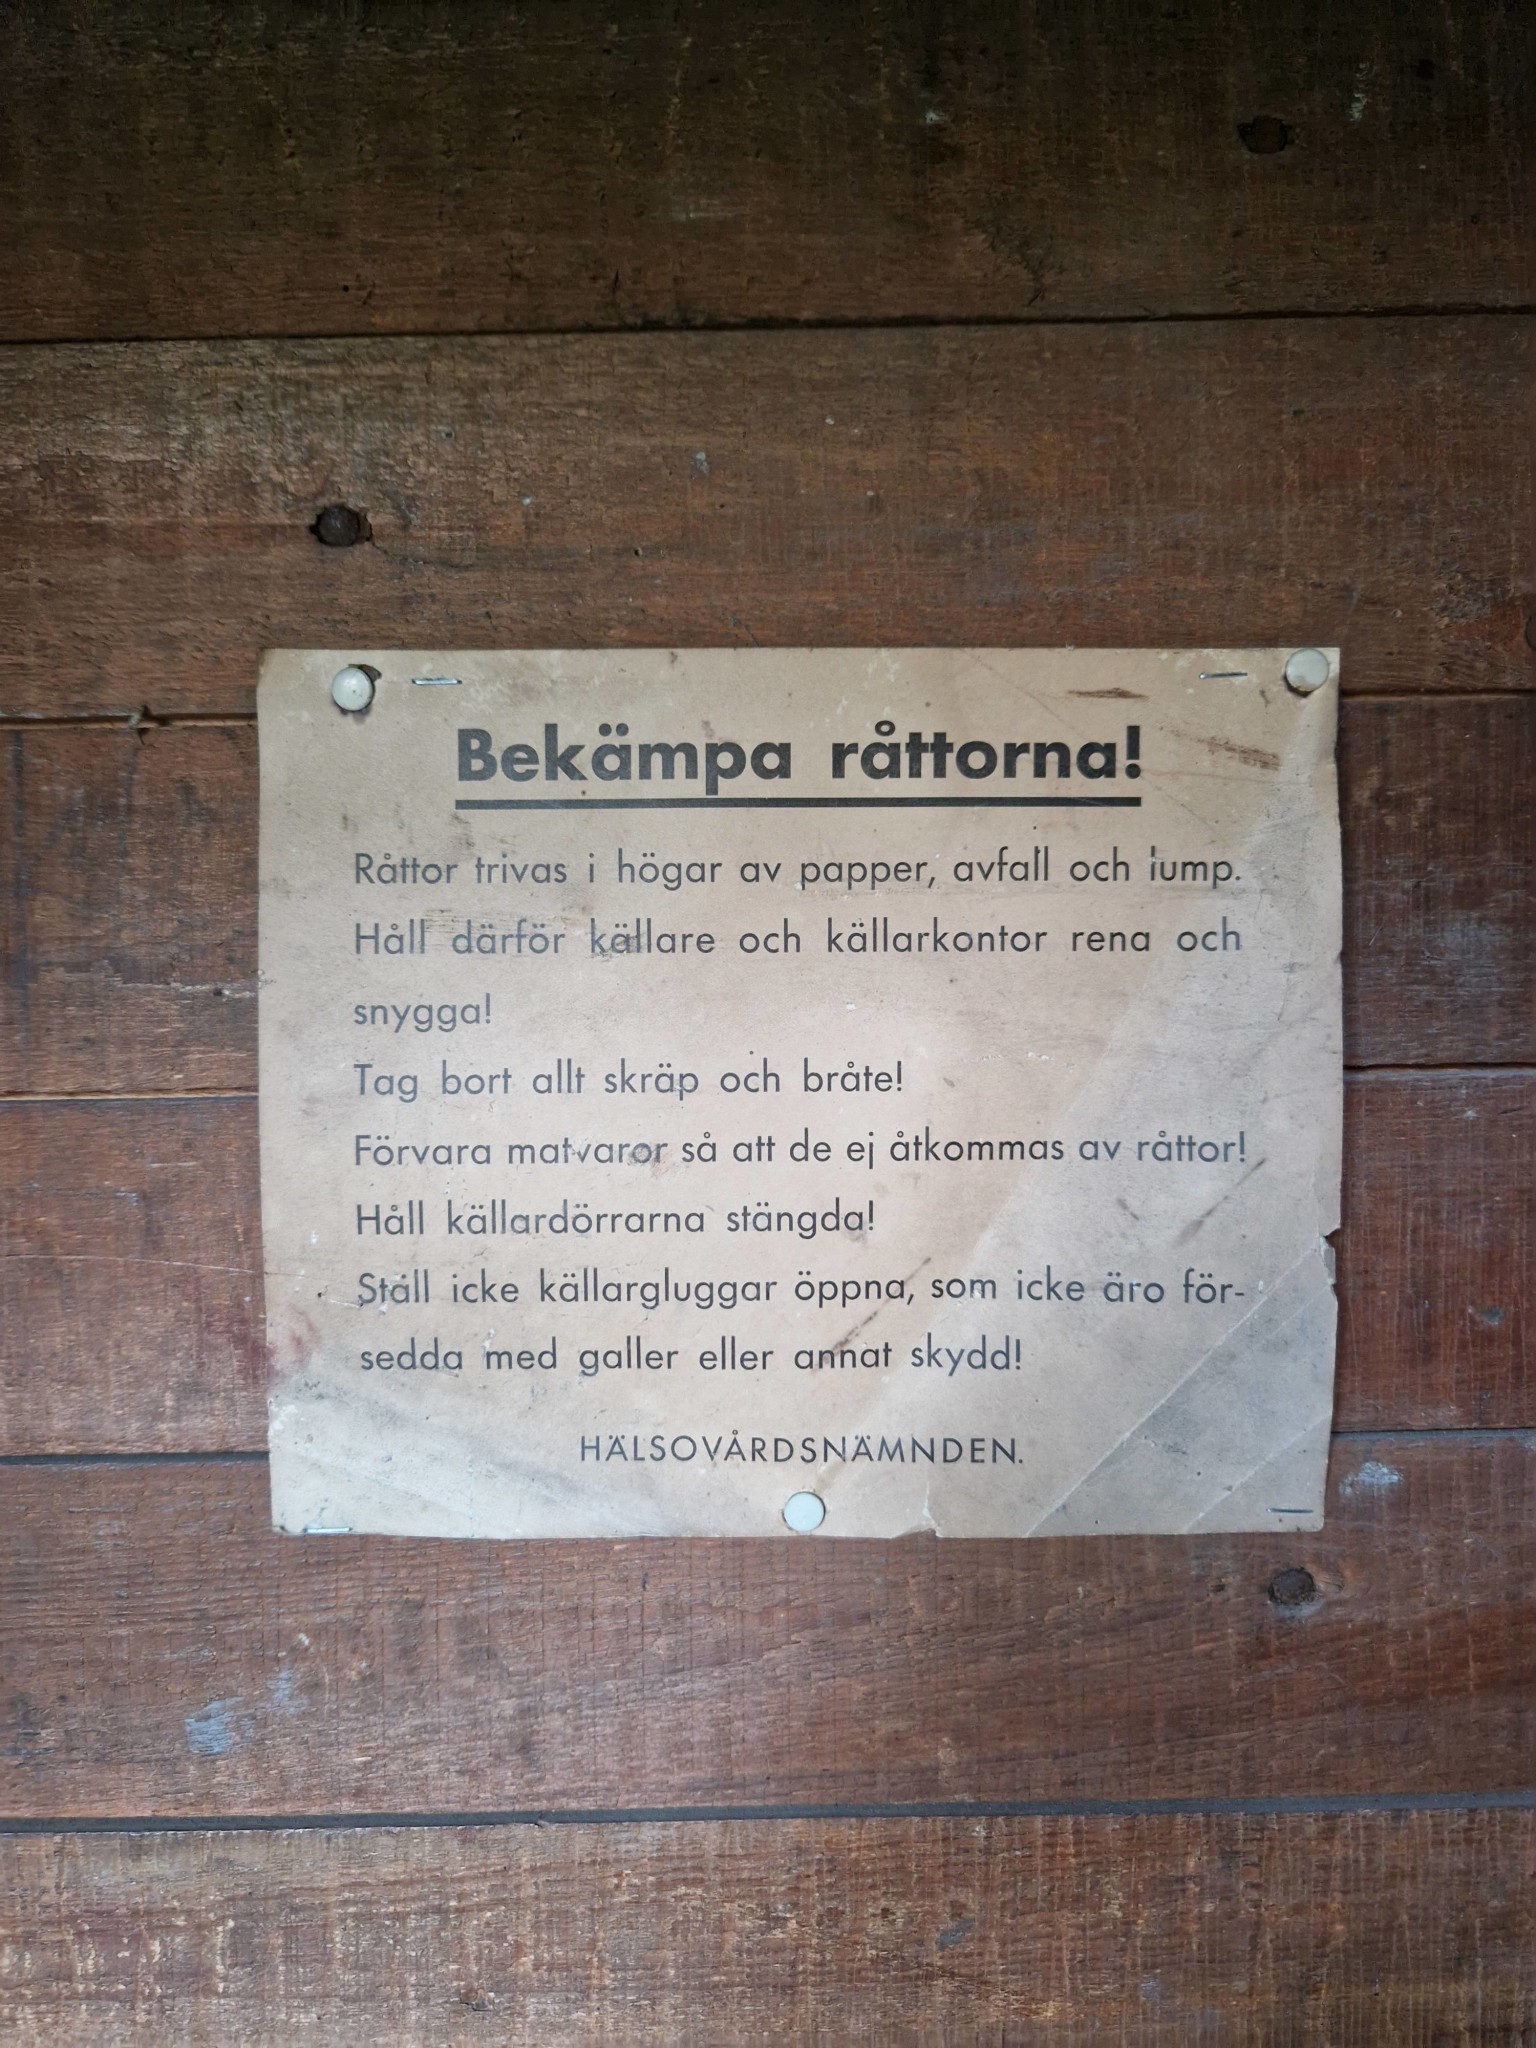 Bekämpa råttorna!
Råttor trivas i högar av papper, avfall och lump.
Håll därför källare och källarkontor rena och
snygga!
Tag bort allt skräp och bråte!
Förvara matvaror så att de ej åtkommas av råttor!
Håll källardörrarna stängda!
Ställ icke källargluggar öppna, som icke äro för-
sedda med galler eller annat skydd!
HÄLSOVÅRDSNÄMNDEN.